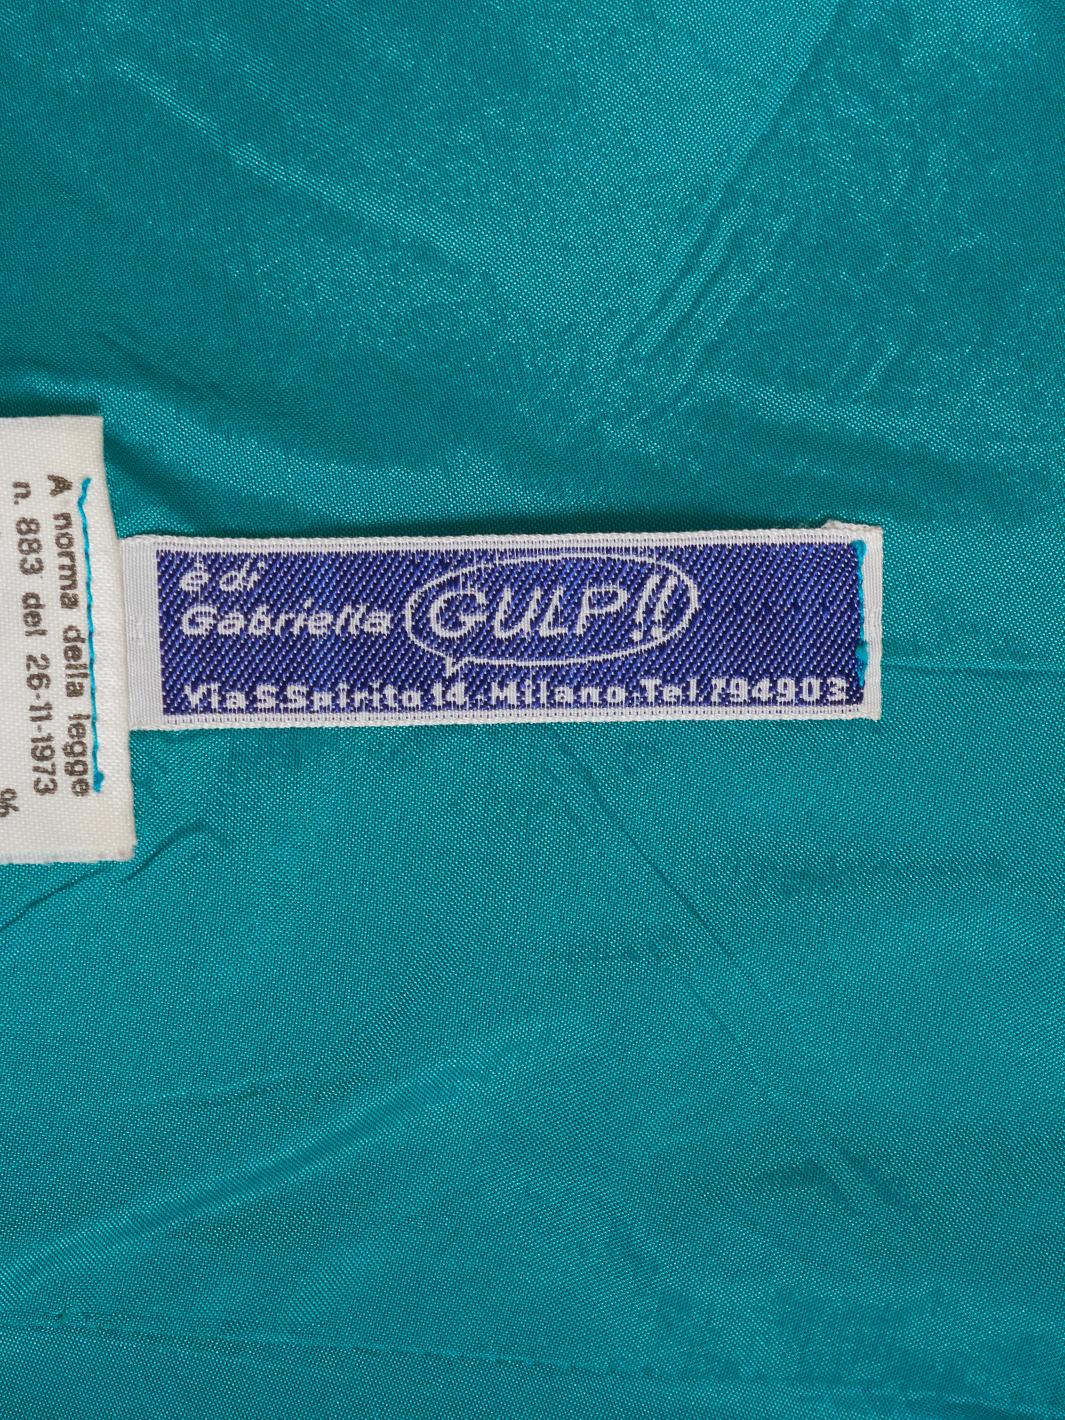 è di
Gabriella GULP!!
Via S.Spirito 14. Milano. Tel 794903
A norma della legge
n. 883 del 26-11-1973
%